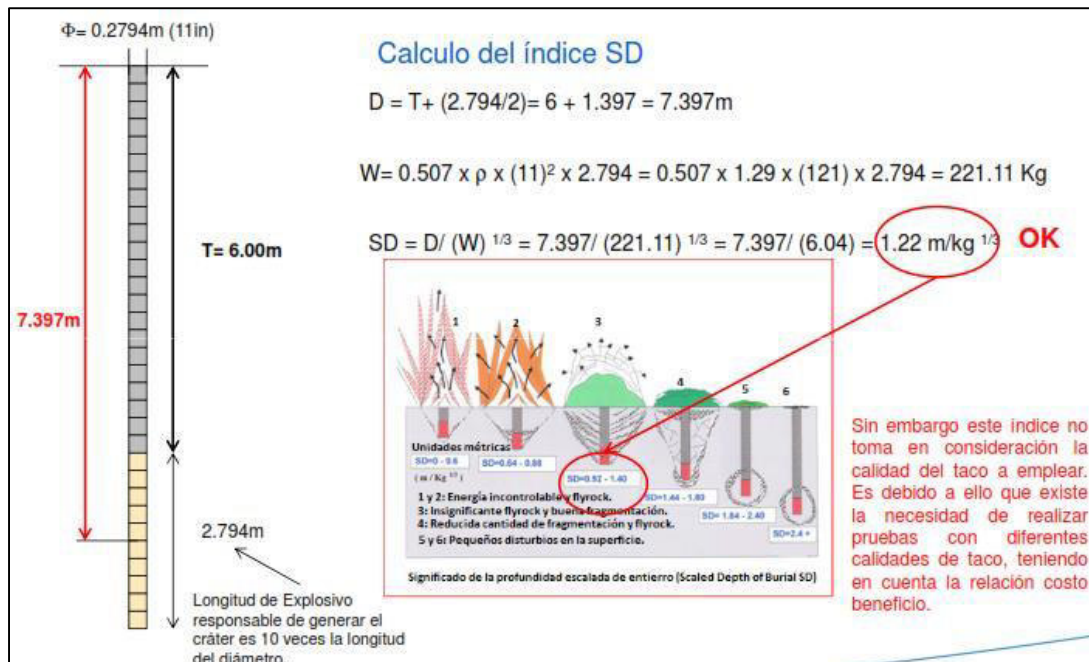 Φ= 0.2794m (11in)
Calculo del índice SD
D = T+ (2.794/2)= 6 + 1.397 = 7.397m
W= 0.507 x ρ x (11)² x 2.794 = 0.507 x 1.29 x (121) x 2.794 = 221.11 Kg
SD = D/ (W) 1/3 = 7.397/ (221.11) 1/3 = 7.397/ (6.04) = 1.22 m/kg 1/3 OK
T= 6.00m
7.397m
1
2
3
4
5
6
Unidades métricas
SD=0 - 0.6
( m / Kg 1/3 )
SD=0.64 - 0.88
SD=0.92 - 1.40
SD=1.44 - 1.80
SD= 1.84 - 2.40
SD=2.4 +
1 y 2: Energía incontrolable y flyrock.
3: Insignificante flyrock y buena fragmentación.
4: Reducida cantidad de fragmentación y flyrock.
5 y 6: Pequeños disturbios en la superficie.
Significado de la profundidad escalada de entierro (Scaled Depth of Burial SD)
Sin embargo este índice no
toma en consideración la
calidad del taco a emplear.
Es debido a ello que existe
la necesidad de realizar
pruebas con diferentes
calidades de taco, teniendo
en cuenta la relación costo
beneficio.
2.794m
Longitud de Explosivo
responsable de generar el
cráter es 10 veces la longitud
del diámetro